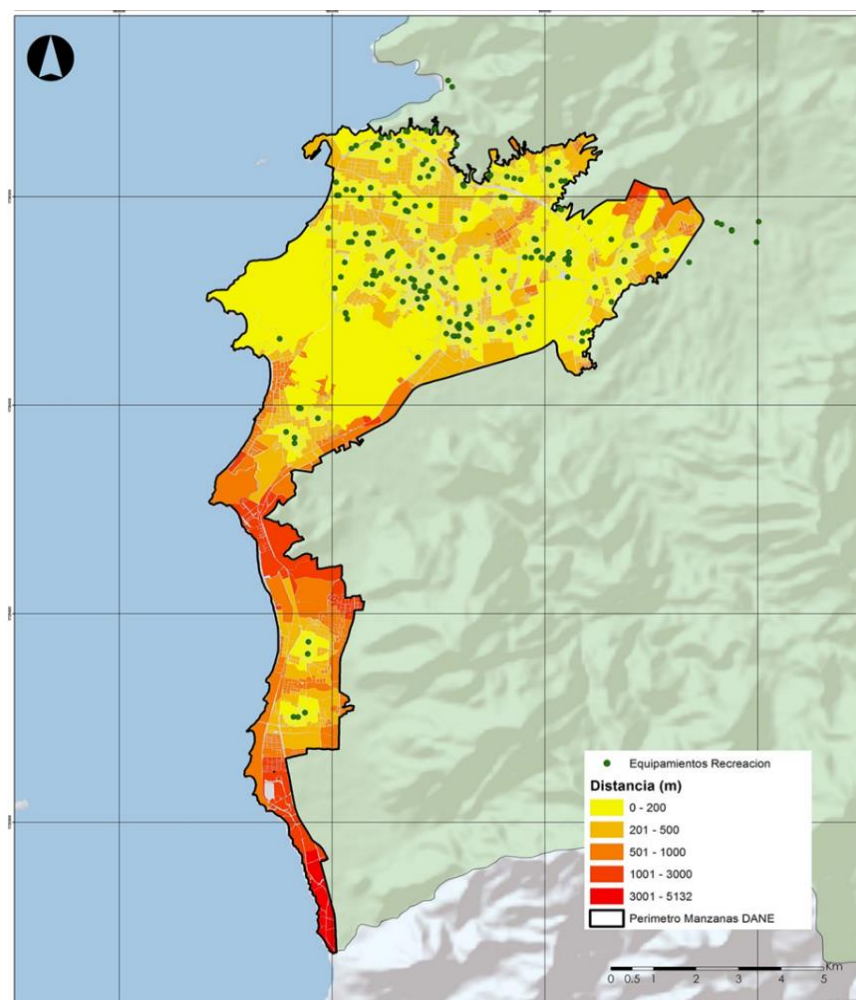 Equipamientos Recreacion
Distancia (m)
0 - 200
201 - 500
501 - 1000
1001 - 3000
3001 - 5132
Perimetro Manzanas DANE
Km
0 0.5 1 2 3 4 5